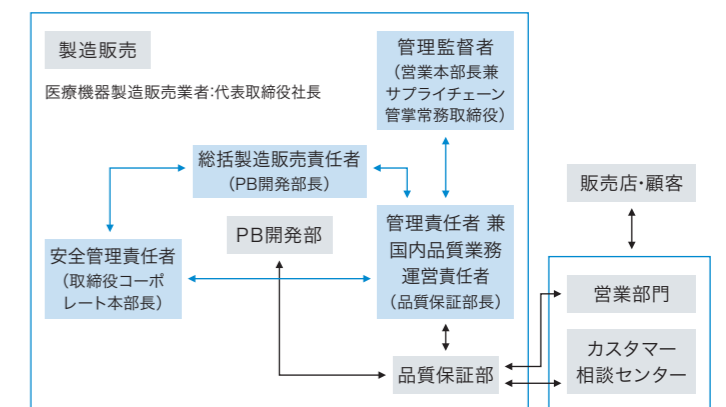 製造販売
医療機器製造販売業者:代表取締役社長
管理監督者
(営業本部長兼
サプライチェーン
管掌常務取締役)
総括製造販売責任者
(PB開発部長)
販売店・顧客
PB開発部
管理責任者 兼
国内品質業務
運営責任者
(品質保証部長)
安全管理責任者
(取締役コーポ
レート本部長)
営業部門
カスタマー
相談センター
品質保証部